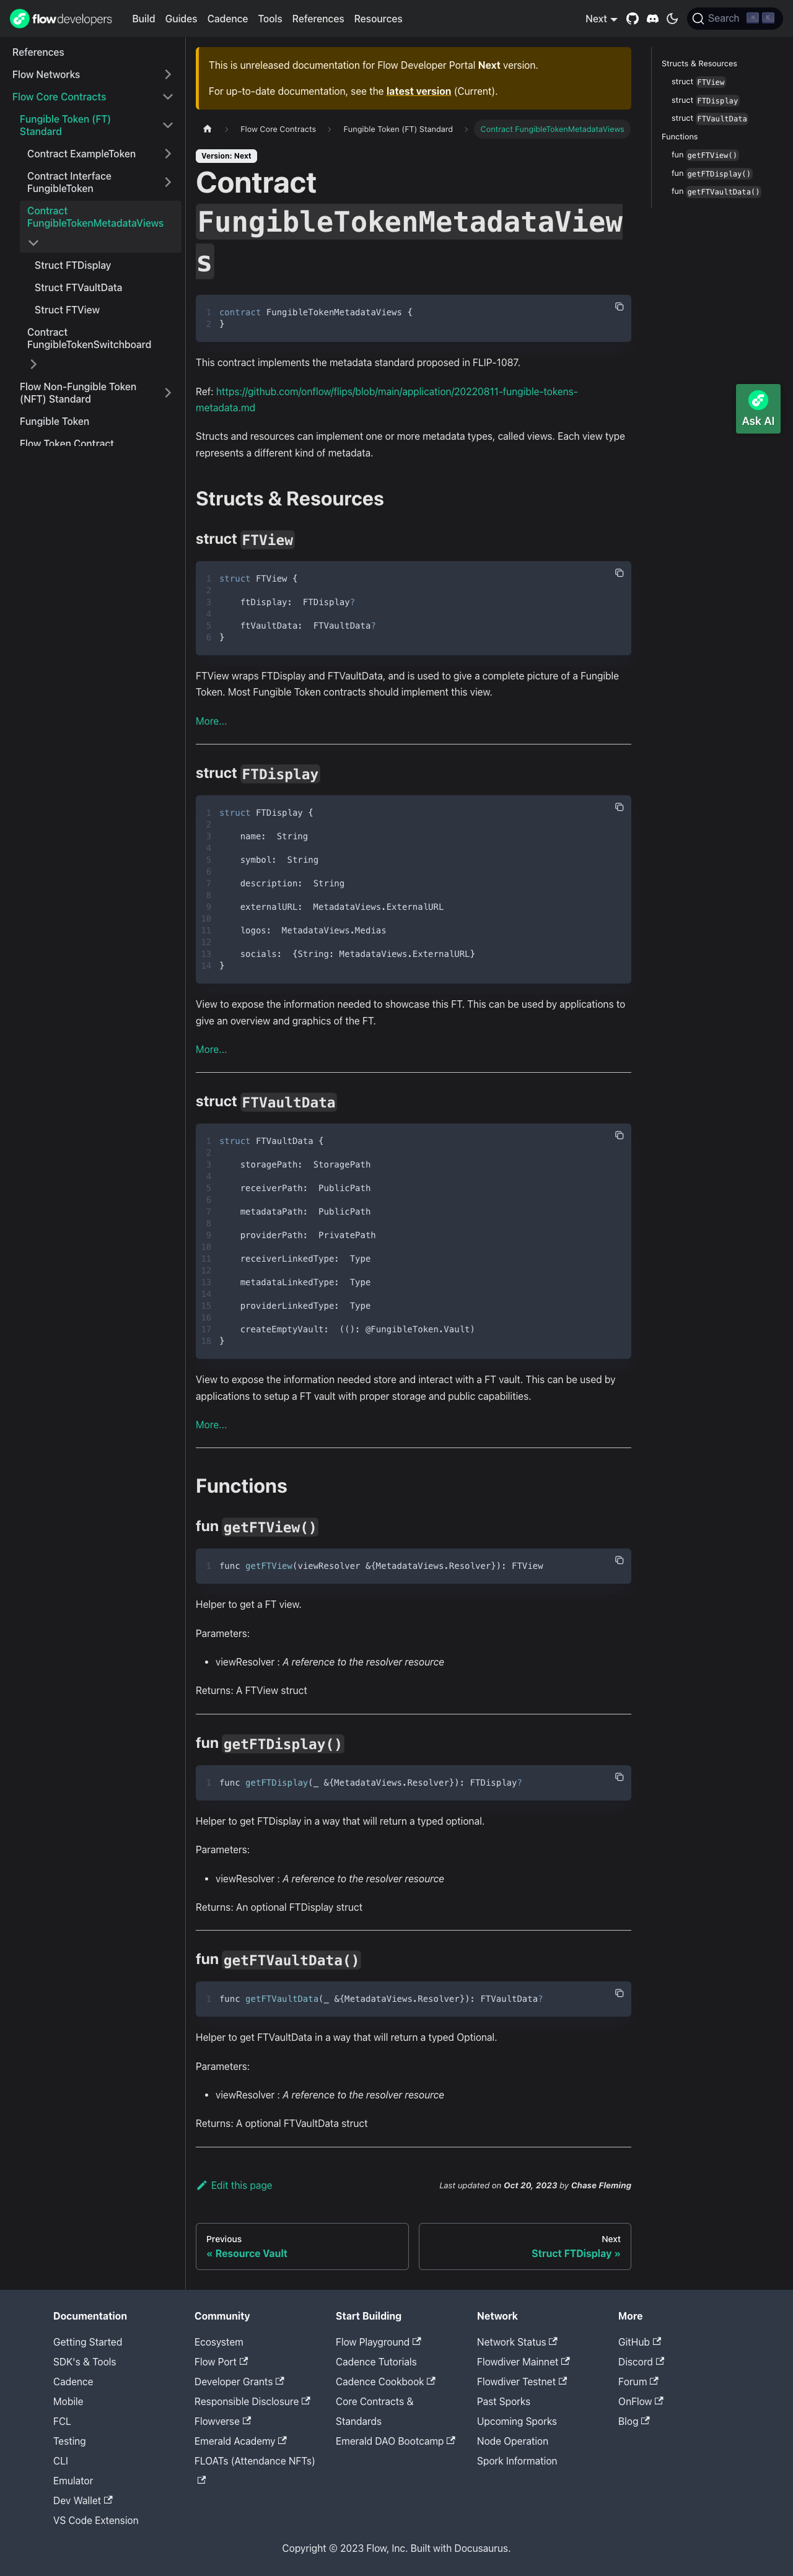 flowdevelopers
Build
Guides
Cadence
Tools
References
Resources
Next
Search
K
References
Flow Networks
Flow Core Contracts
Fungible Token (FT)
Standard
Contract ExampleToken
Contract Interface
FungibleToken
Contract
FungibleTokenMetadataViews
Struct FTDisplay
Struct FTVaultData
Struct FTView
Contract
FungibleTokenSwitchboard
Flow Non-Fungible Token
(NFT) Standard
Fungible Token
Flow Token Contract
This is unreleased documentation for Flow Developer Portal Next version.
For up-to-date documentation, see the latest version (Current).
Flow Core Contracts
Fungible Token (FT) Standard
Contract FungibleTokenMetadataViews
Version: Next
Contract
FungibleTokenMetadataView
s
1 contract FungibleTokenMetadataViews {
2 }
This contract implements the metadata standard proposed in FLIP-1087.
Ref: https://github.com/onflow/flips/blob/main/application/20220811-fungible-tokens-
metadata.md
Structs and resources can implement one or more metadata types, called views. Each view type
represents a different kind of metadata.
Structs & Resources
struct FTView
1 struct FTView {
2
3 ftDisplay: FTDisplay?
4
5 ftVaultData: FTVaultData?
6 }
FTView wraps FTDisplay and FTVaultData, and is used to give a complete picture of a Fungible
Token. Most Fungible Token contracts should implement this view.
More...
struct FTDisplay
1 struct FTDisplay {
2
3 name: String
4
5 symbol: String
6
7 description: String
8
9 externalURL: MetadataViews.ExternalURL
10
11 logos: MetadataViews.Medias
12
13 socials: {String: MetadataViews.ExternalURL}
14 }
View to expose the information needed to showcase this FT. This can be used by applications to
give an overview and graphics of the FT.
More...
struct FTVaultData
1 struct FTVaultData {
2
3 storagePath: StoragePath
4
5 receiverPath: PublicPath
6
7 metadataPath: PublicPath
8
9 providerPath: PrivatePath
10
11 receiverLinkedType: Type
12
13 metadataLinkedType: Type
14
15 providerLinkedType: Type
16
17 createEmptyVault: ((): @FungibleToken.Vault)
18 }
View to expose the information needed store and interact with a FT vault. This can be used by
applications to setup a FT vault with proper storage and public capabilities.
More...
Functions
fun getFTView()
1 func getFTView(viewResolver &{MetadataViews.Resolver}): FTView
Helper to get a FT view.
Parameters:
• viewResolver : A reference to the resolver resource
Returns: A FTView struct
fun getFTDisplay()
1 func getFTDisplay(_ &{MetadataViews.Resolver}): FTDisplay?
Helper to get FTDisplay in a way that will return a typed optional.
Parameters:
• viewResolver : A reference to the resolver resource
Returns: An optional FTDisplay struct
fun getFTVaultData()
1 func getFTVaultData(_ &{MetadataViews.Resolver}): FTVaultData?
Helper to get FTVaultData in a way that will return a typed Optional.
Parameters:
• viewResolver : A reference to the resolver resource
Returns: A optional FTVaultData struct
Edit this page
Last updated on Oct 20, 2023 by Chase Fleming
Previous
« Resource Vault
Next
Struct FTDisplay »
Structs & Resources
struct FTView
struct FTDisplay
struct FTVaultData
Functions
fun getFTView()
fun getFTDisplay()
fun getFTVaultData()
Ask AI
Documentation
Getting Started
SDK's & Tools
Cadence
Mobile
FCL
Testing
CLI
Emulator
Dev Wallet
VS Code Extension
Community
Ecosystem
Flow Port
Developer Grants
Responsible Disclosure
Flowverse
Emerald Academy
FLOATs (Attendance NFTs)
Start Building
Flow Playground
Cadence Tutorials
Cadence Cookbook
Core Contracts &
Standards
Emerald DAO Bootcamp
Network
Network Status
Flowdiver Mainnet
Flowdiver Testnet
Past Sporks
Upcoming Sporks
Node Operation
Spork Information
More
GitHub
Discord
Forum
OnFlow
Blog
Copyright © 2023 Flow, Inc. Built with Docusaurus.